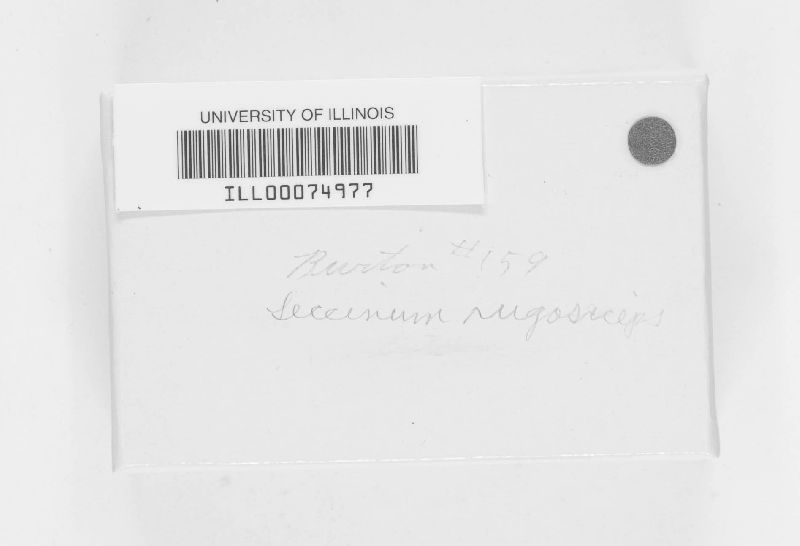 UNIVERSITY OF ILLINOIS
ILL00074977
Burton #159
Leccinum rugosiceps